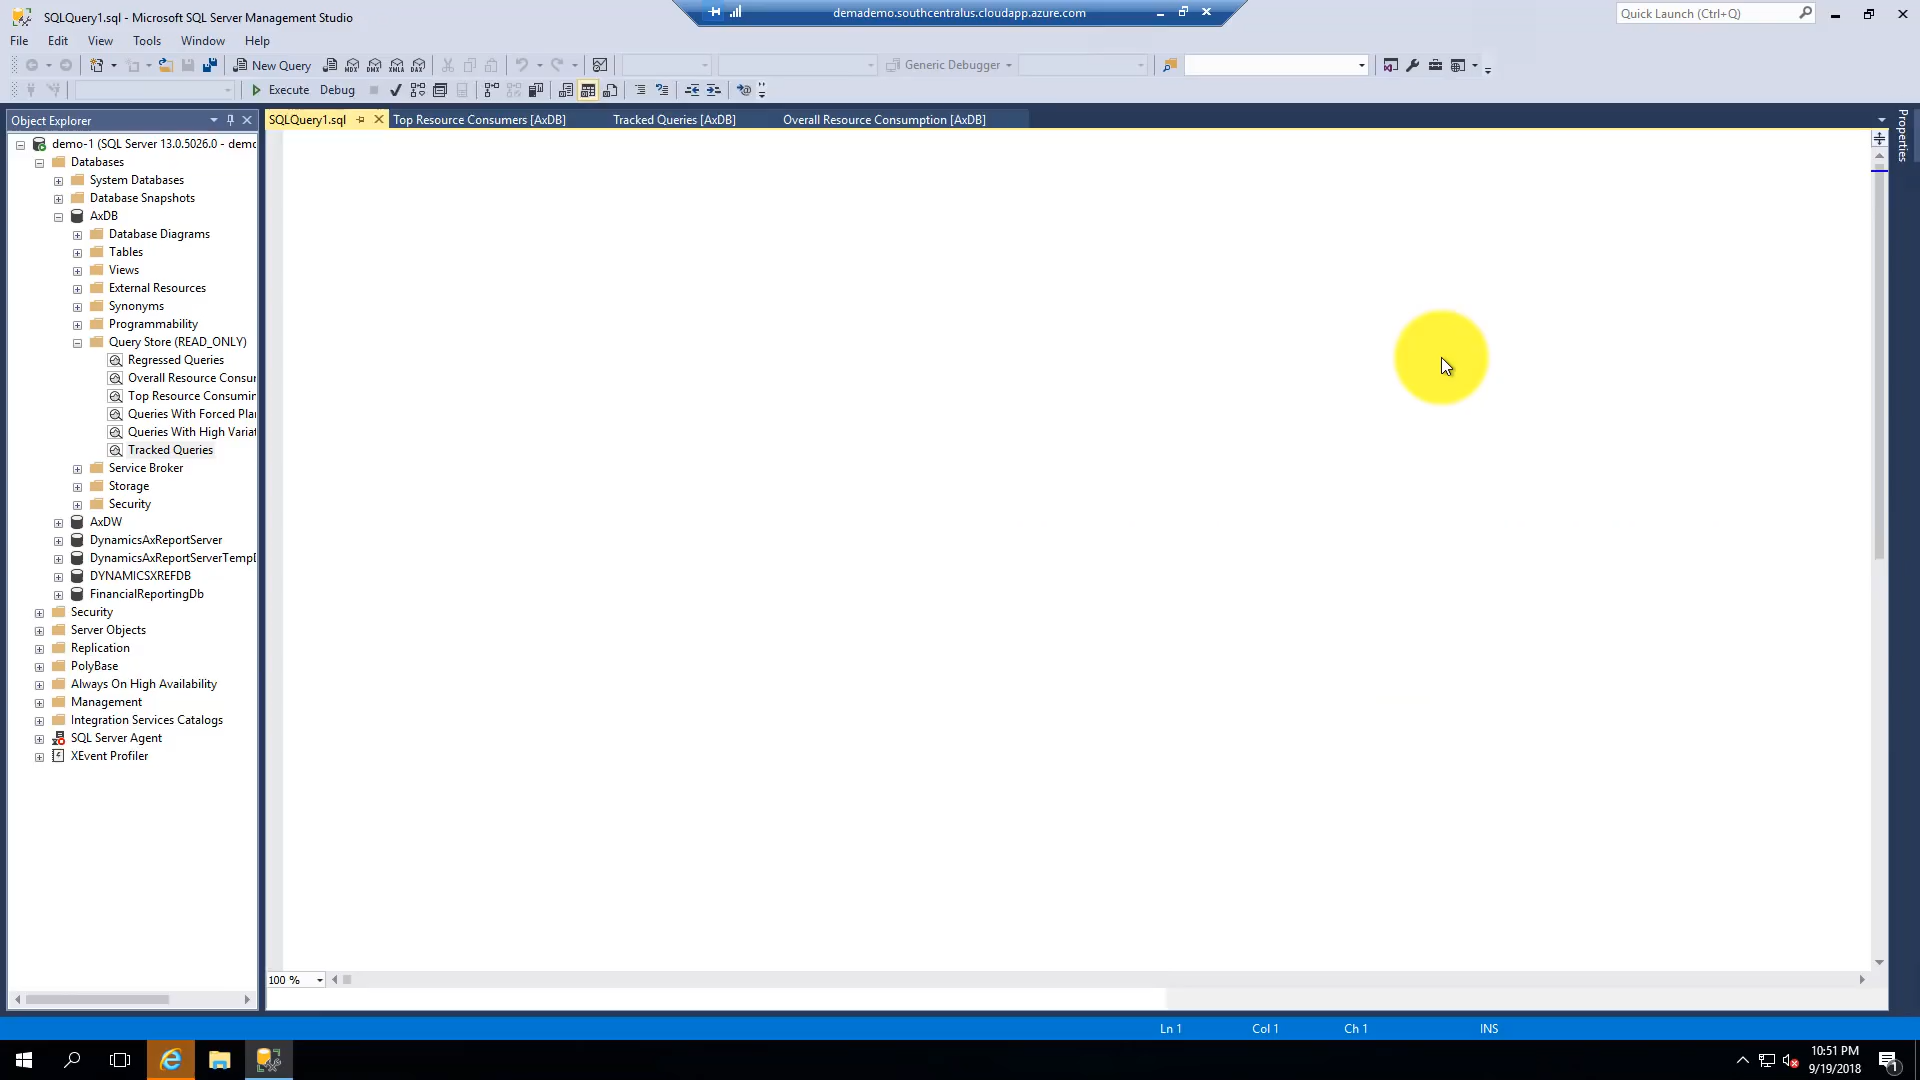 SQLQuery1.sql - Microsoft SQL Server Management Studio
demademo.southcentralus.cloudapp.azure.com
Quick Launch (Ctrl+Q)
File Edit View Tools Window Help
New Query
Generic Debugger
Execute Debug
Object Explorer
SQLQuery1.sql
Top Resource Consumers [AxDB]
Tracked Queries [AxDB]
Overall Resource Consumption [AxDB]
Properties
demo-1 (SQL Server 13.0.5026.0 - demo
Databases
System Databases
Database Snapshots
AxDB
Database Diagrams
Tables
Views
External Resources
Synonyms
Programmability
Query Store (READ_ONLY)
Regressed Queries
Overall Resource Consur
Top Resource Consumin
Queries With Forced Pla
Queries With High Variat
Tracked Queries
Service Broker
Storage
Security
AxDW
DynamicsAxReportServer
DynamicsAxReportServerTempD
DYNAMICSXREFDB
FinancialReportingDb
Security
Server Objects
Replication
PolyBase
Always On High Availability
Management
Integration Services Catalogs
SQL Server Agent
XEvent Profiler
100 %
Ln 1 Col 1 Ch 1 INS
10:51 PM
9/19/2018
1